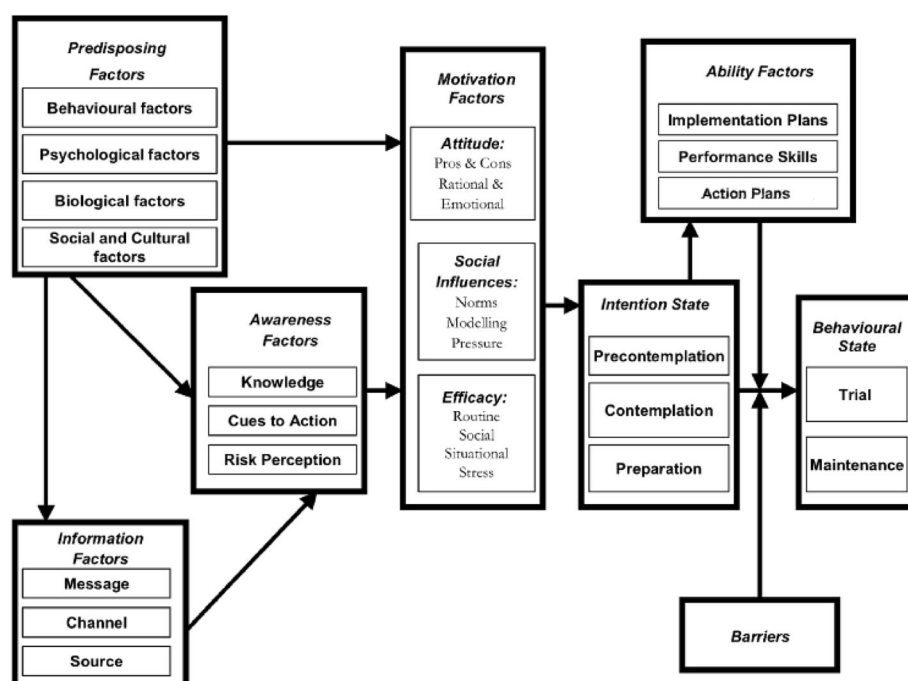 Predisposing
Factors
Behavioural factors
Psychological factors
Biological factors
Social and Cultural
factors
Awareness
Factors
Knowledge
Cues to Action
Risk Perception
Information
Factors
Message
Channel
Source
Motivation
Factors
Attitude:
Pros & Cons
Rational &
Emotional
Social
Influences:
Norms
Modelling
Pressure
Efficacy:
Routine
Social
Situational
Stress
Intention State
Precontemplation
Contemplation
Preparation
Ability Factors
Implementation Plans
Performance Skills
Action Plans
Behavioural
State
Trial
Maintenance
Barriers